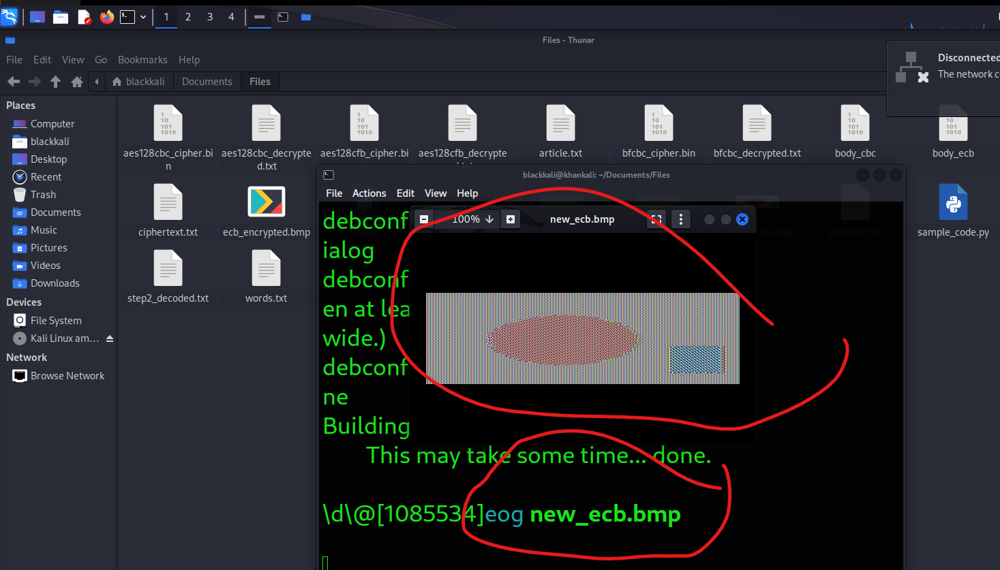 1 2 3 4
Files - Thunar
File Edit View Go Bookmarks Help
Disconnected
The network c
blackkali Documents Files
Places
Computer
blackkali
Desktop
Recent
Trash
Documents
Music
Pictures
Videos
Downloads
Devices
File System
Kali Linux am...
Network
Browse Network
aes128cbc_cipher.bi
n
aes128cbc_decrypte
d.txt
aes128cfb_cipher.bi
aes128cfb_decrypte
article.txt
bfcbc_cipher.bin
bfcbc_decrypted.txt
body_cbc
body_ecb
ciphertext.txt
ecb_encrypted.bmp
plaintext.txt
sample_code.py
step2_decoded.txt
words.txt
blackkali@khankali: ~/Documents/Files
File Actions Edit View Help
100% new_ecb.bmp
debconf
ialog
debconf
en at lea
wide.)
debconf
ne
Building
This may take some time... done.
\d\@[1085534]eog new_ecb.bmp